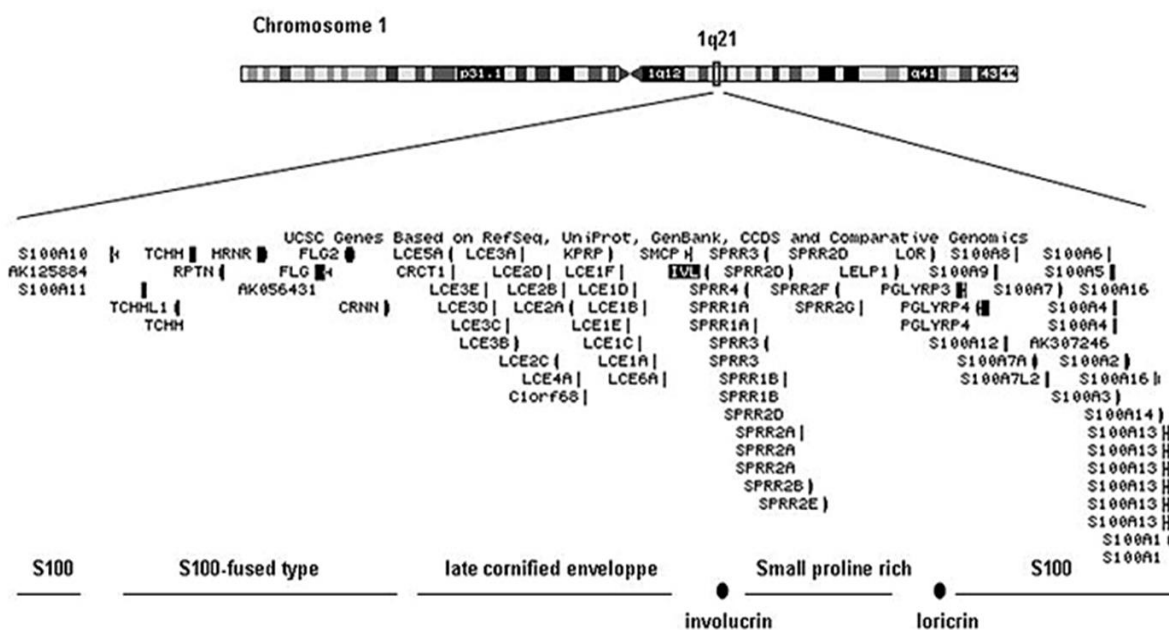 Chromosome 1
1q21
p31.1 1q12 q41 43 44
UCSC Genes Based on RefSeq, UniProt, GenBank, CCDS and Comparative Genomics
S100A10 TCHH HRNR FLG2 LCE5A LCE3A KPRP SMCP SPRR3 SPRR2D LOR S100A6
AK125884 RPTN FLG CRCT1 LCE2D LCE1F IVL SPRR2D LELP1 S100A9 S100A8 S100A5
S100A11 AK056431 LCE3E LCE2B LCE1D SPRR4 SPRR2F PGLYRP3 S100A7 S100A16
TCHHL1 CRNN LCE3D LCE2A LCE1B SPRR1A SPRR2G PGLYRP4 S100A4
TCHH LCE3C LCE1E SPRR1A PGLYRP4 S100A4
LCE3B LCE1C SPRR3 S100A12 AK307246
LCE2C LCE1A SPRR3 S100A7A S100A2
LCE4A LCE6A SPRR1B S100A7L2 S100A16
C1orf68 SPRR1B S100A3
SPRR2D S100A14
SPRR2A S100A13
SPRR2A S100A13
SPRR2A S100A13
SPRR2B S100A13
SPRR2E S100A13
S100A13
S100A1
S100A1
S100 S100-fused type late cornified enveloppe Small proline rich S100
involucrin loricrin